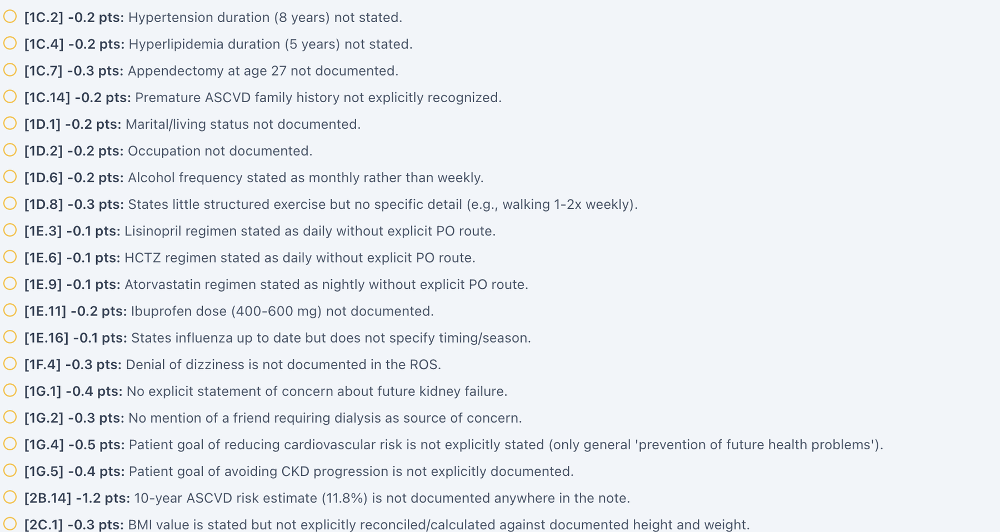 [1C.2] -0.2 pts: Hypertension duration (8 years) not stated.
[1C.4] -0.2 pts: Hyperlipidemia duration (5 years) not stated.
[1C.7] -0.3 pts: Appendectomy at age 27 not documented.
[1C.14] -0.2 pts: Premature ASCVD family history not explicitly recognized.
[1D.1] -0.2 pts: Marital/living status not documented.
[1D.2] -0.2 pts: Occupation not documented.
[1D.6] -0.2 pts: Alcohol frequency stated as monthly rather than weekly.
[1D.8] -0.3 pts: States little structured exercise but no specific detail (e.g., walking 1-2x weekly).
[1E.3] -0.1 pts: Lisinopril regimen stated as daily without explicit PO route.
[1E.6] -0.1 pts: HCTZ regimen stated as daily without explicit PO route.
[1E.9] -0.1 pts: Atorvastatin regimen stated as nightly without explicit PO route.
[1E.11] -0.2 pts: Ibuprofen dose (400-600 mg) not documented.
[1E.16] -0.1 pts: States influenza up to date but does not specify timing/season.
[1F.4] -0.3 pts: Denial of dizziness is not documented in the ROS.
[1G.1] -0.4 pts: No explicit statement of concern about future kidney failure.
[1G.2] -0.3 pts: No mention of a friend requiring dialysis as source of concern.
[1G.4] -0.5 pts: Patient goal of reducing cardiovascular risk is not explicitly stated (only general 'prevention of future health problems').
[1G.5] -0.4 pts: Patient goal of avoiding CKD progression is not explicitly documented.
[2B.14] -1.2 pts: 10-year ASCVD risk estimate (11.8%) is not documented anywhere in the note.
[2C.1] -0.3 pts: BMI value is stated but not explicitly reconciled/calculated against documented height and weight.